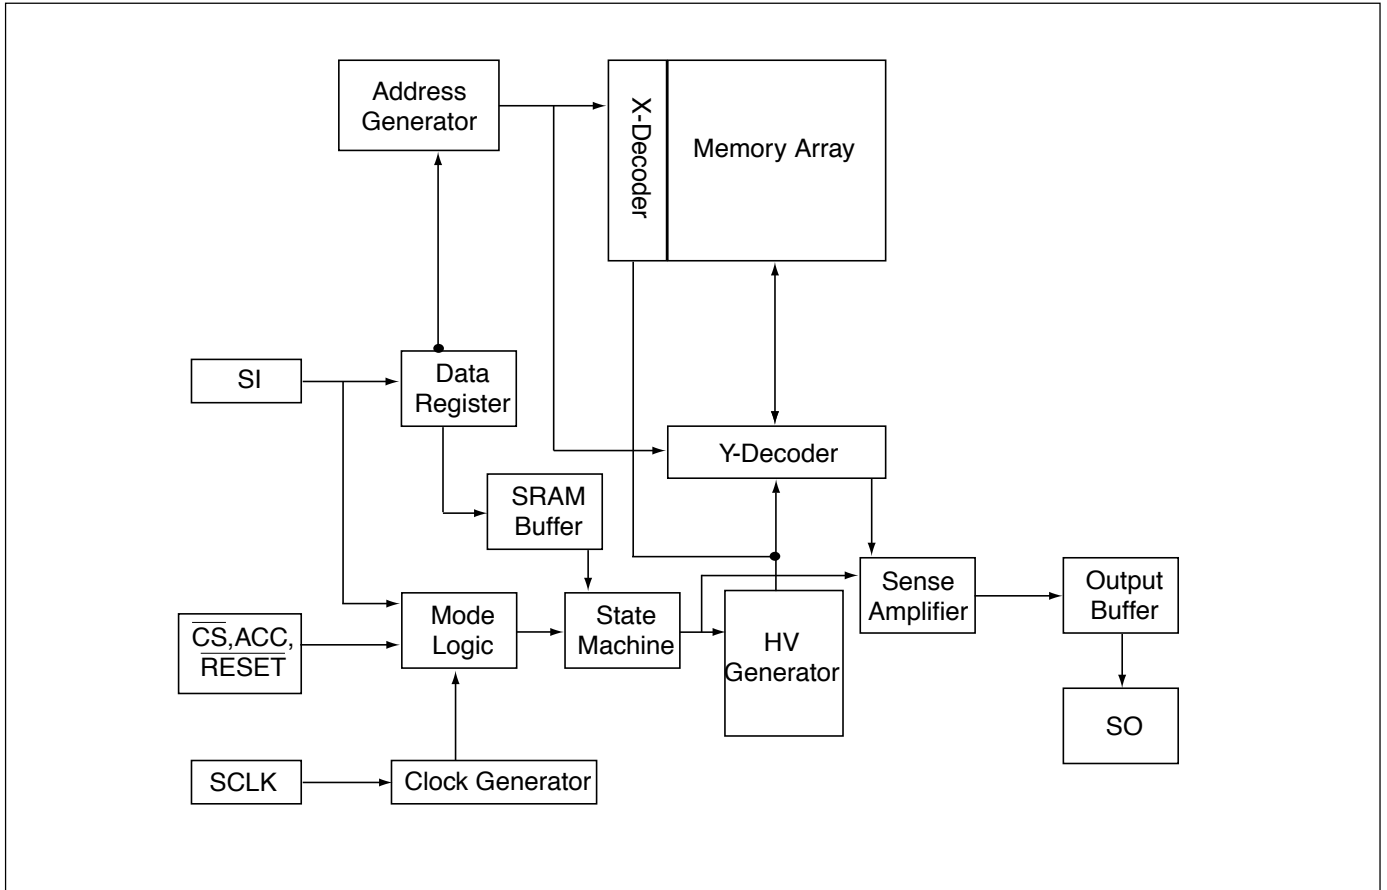 Address
Generator
X-Decoder
Memory Array
SI
Data
Register
Y-Decoder
SRAM
Buffer
CS,ACC,
RESET
Mode
Logic
State
Machine
HV
Generator
Sense
Amplifier
Output
Buffer
SO
SCLK
Clock Generator